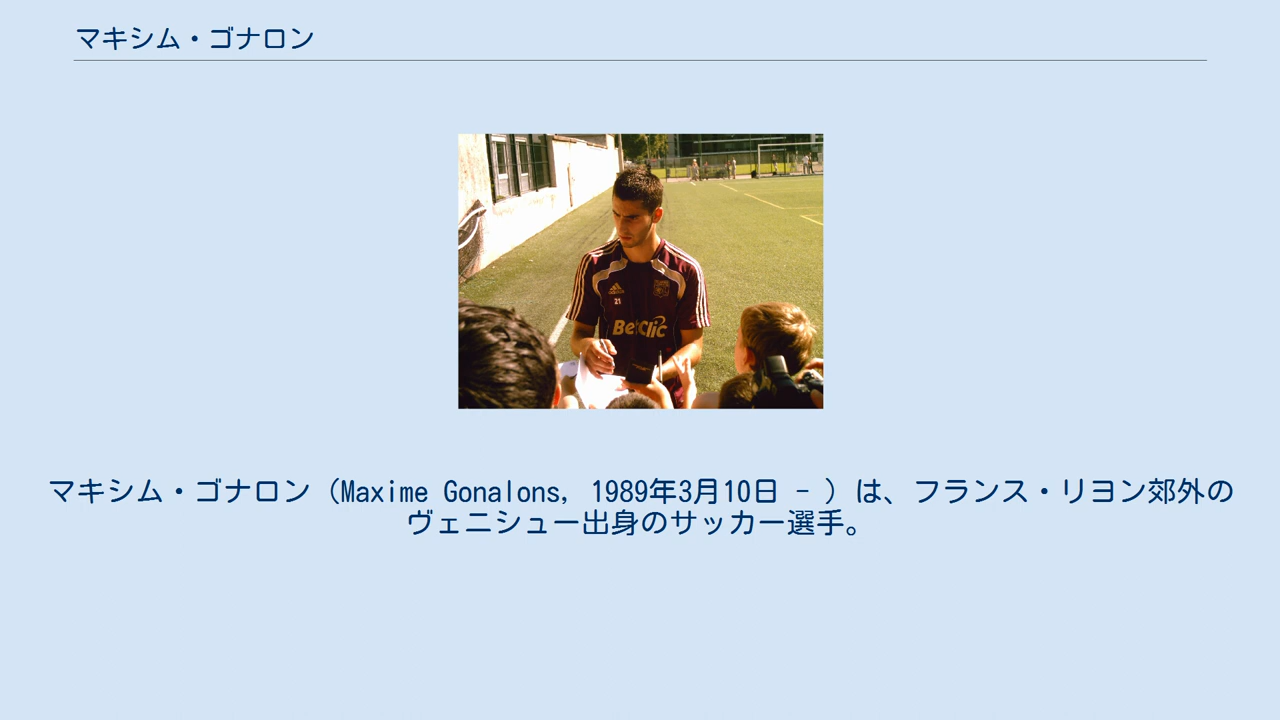 マキシム・ゴナロン
21
BetClic
マキシム・ゴナロン（Maxime Gonalons, 1989年3月10日 - ）は、フランス・リヨン郊外の
ヴェニシュー出身のサッカー選手。